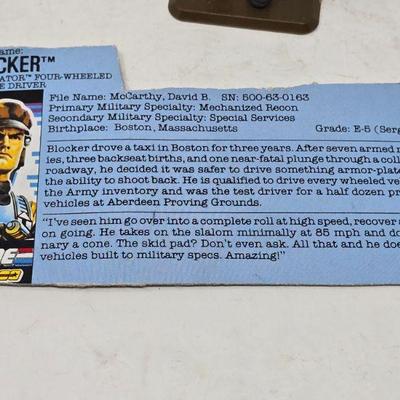 ame:
CKER™
ATOR™ FOUR-WHEELED
E DRIVER
File Name: McCarthy, David B. SN: 500-63-0163
Primary Military Specialty: Mechanized Recon
Secondary Military Specialty: Special Services
Birthplace: Boston, Massachusetts Grade: E-5 (Serg
Blocker drove a taxi in Boston for three years. After seven armed r
ies, three backseat births, and one near-fatal plunge through a coll
roadway, he decided it was safer to drive something armor-plat
the ability to shoot back. He is qualified to drive every wheeled ve
the Army inventory and was the test driver for a half dozen pr
vehicles at Aberdeen Proving Grounds.
"I've seen him go over into a complete roll at high speed, recover a
on going. He takes on the slalom minimally at 85 mph and do
nary a cone. The skid pad? Don't even ask. All that and he doe
vehicles built to military specs. Amazing!"